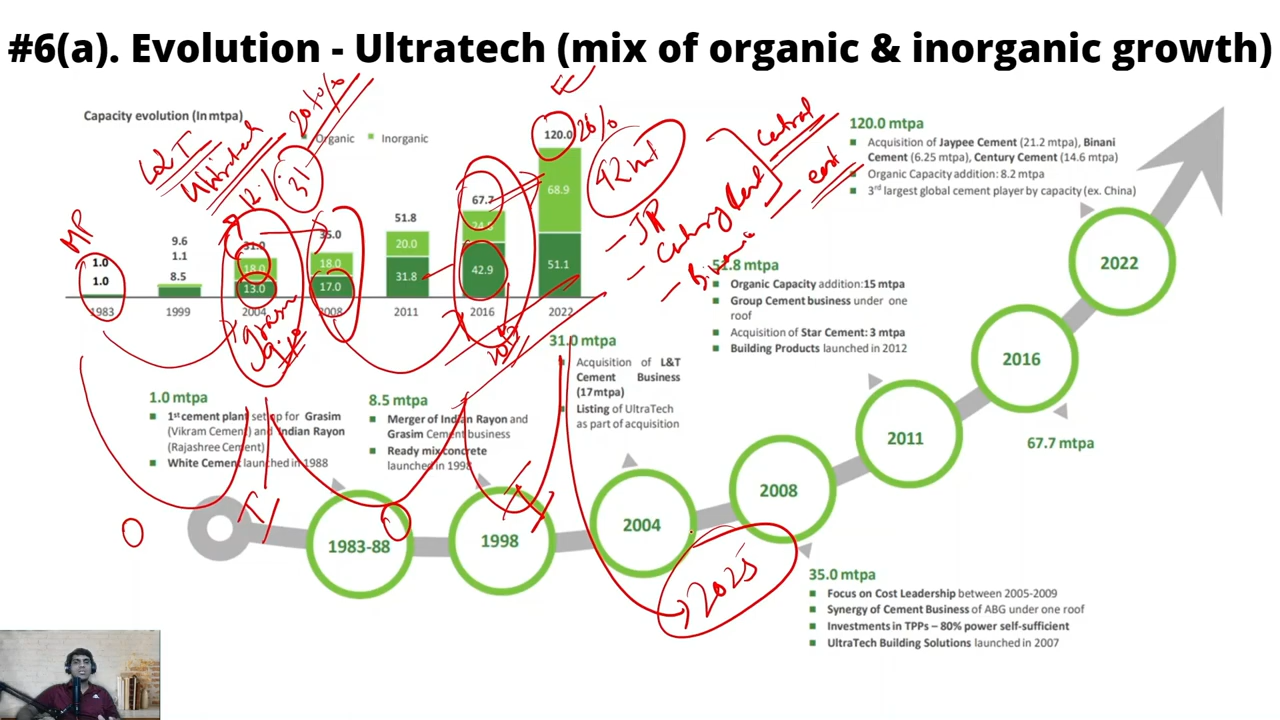 #6(a). Evolution - Ultratech (mix of organic & inorganic growth)
Capacity evolution (In mtpa)
Organic
Inorganic
L&T
Ultratech
20+%
12%
31
MP
26%
42mt
central
east
JP
Century
1.0
1.0
1983
9.6
1.1
8.5
1999
31.0
18.0
13.0
2004
35.0
18.0
17.0
2008
51.8
20.0
31.8
2011
67.7
42.9
2016
120.0
68.9
51.1
2022
120.0 mtpa
Acquisition of Jaypee Cement (21.2 mtpa), Binani
Cement (6.25 mtpa), Century Cement (14.6 mtpa)
Organic Capacity addition: 8.2 mtpa
3rd largest global cement player by capacity (ex. China)
51.8 mtpa
Organic Capacity addition: 15 mtpa
Group Cement business under one
roof
Acquisition of Star Cement: 3 mtpa
Building Products launched in 2012
31.0 mtpa
Acquisition of L&T
Cement Business
(17mtpa)
Listing of UltraTech
as part of acquisition
1.0 mtpa
1st cement plant set up for Grasim
(Vikram Cement) and Indian Rayon
(Rajashree Cement)
White Cement launched in 1988
8.5 mtpa
Merger of Indian Rayon and
Grasim Cement business
Ready mix concrete
launched in 1998
67.7 mtpa
35.0 mtpa
Focus on Cost Leadership between 2005-2009
Synergy of Cement Business of ABG under one roof
Investments in TPPs – 80% power self-sufficient
UltraTech Building Solutions launched in 2007
1983-88
1998
2004
2008
2011
2016
2022
2025